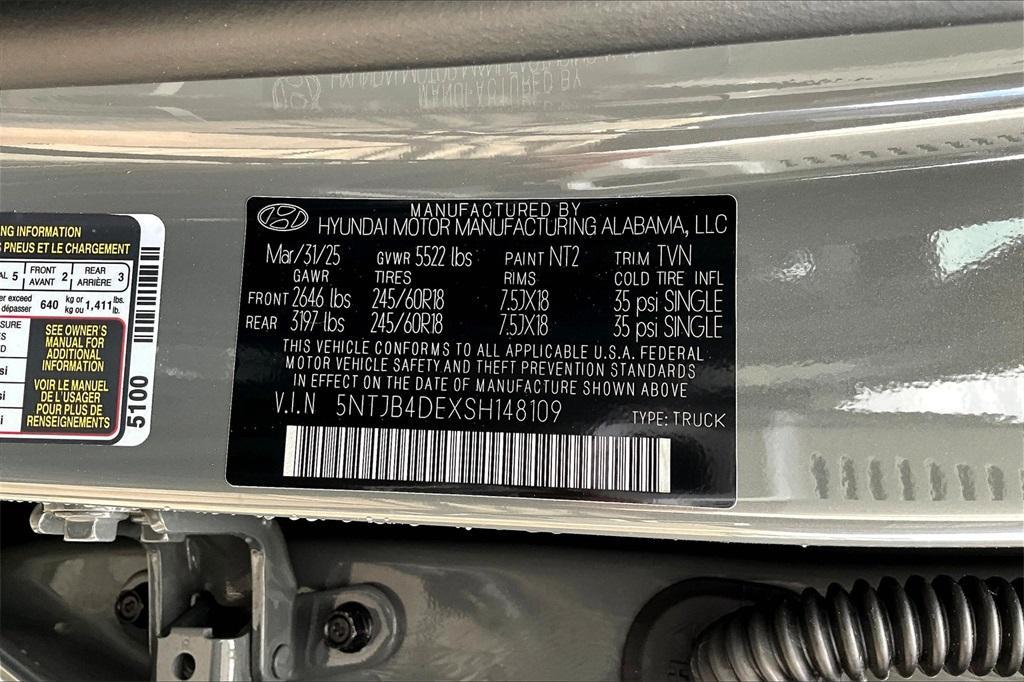 MANUFACTURED BY
HYUNDAI MOTOR MANUFACTURING ALABAMA, LLC
Mar/31/25 GVWR 5522 lbs PAINT NT2 TRIM TVN
GAWR TIRES RIMS COLD TIRE INFL
FRONT 2646 lbs 245/60R18 7.5JX18 35 psi SINGLE
REAR 3197 lbs 245/60R18 7.5JX18 35 psi SINGLE
THIS VEHICLE CONFORMS TO ALL APPLICABLE U.S.A. FEDERAL
MOTOR VEHICLE SAFETY AND THEFT PREVENTION STANDARDS
IN EFFECT ON THE DATE OF MANUFACTURE SHOWN ABOVE
V.I.N 5NTJB4DEXSH148109 TYPE: TRUCK
INFORMATION
PNEUS ET LE CHARGEMENT
5 FRONT AVANT 2 REAR ARRIÈRE 3
exceed
dépasser 640 kg or kg ou 1,411 lbs. lb.
SEE OWNER'S
MANUAL FOR
ADDITIONAL
INFORMATION
VOIR LE MANUEL
DE L'USAGER
POUR PLUS DE
RENSEIGNEMENTS
5100